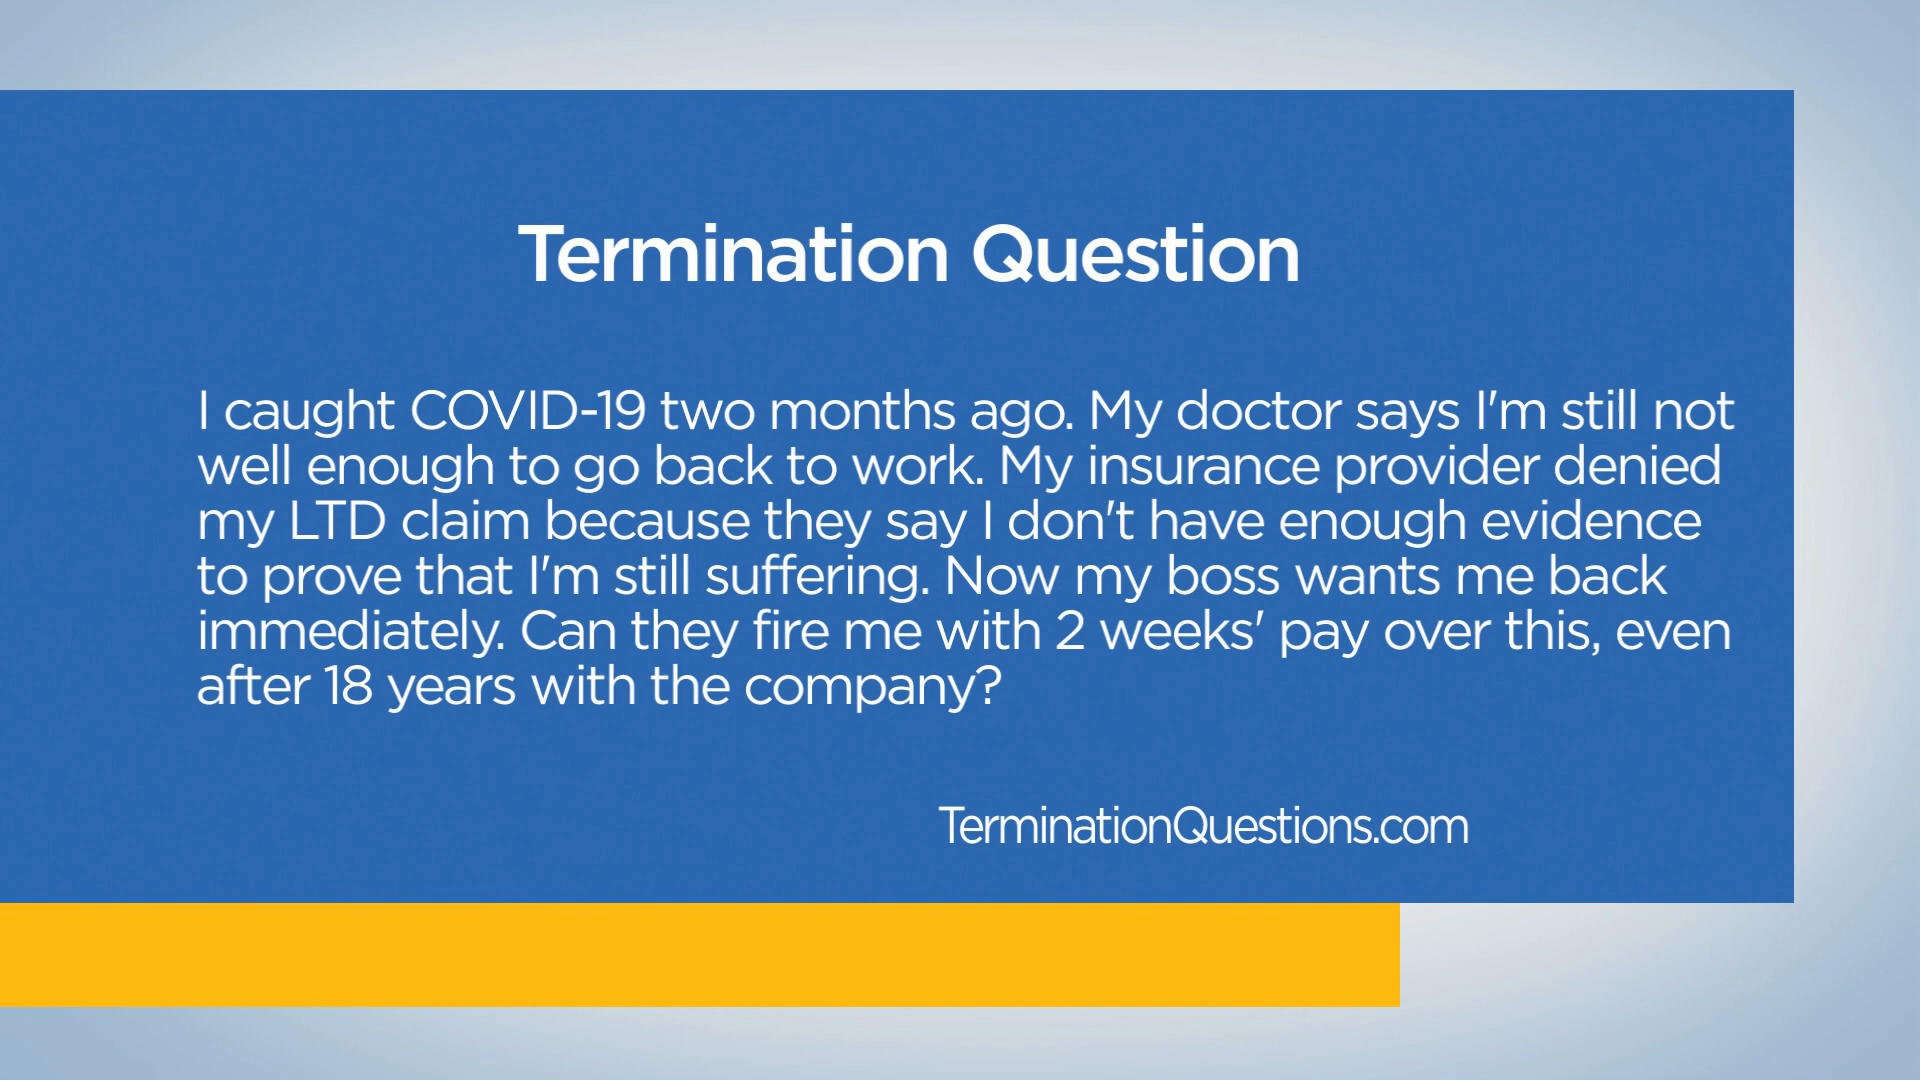 Termination Question
I caught COVID-19 two months ago. My doctor says I'm still not
well enough to go back to work. My insurance provider denied
my LTD claim because they say I don't have enough evidence
to prove that I'm still suffering. Now my boss wants me back
immediately. Can they fire me with 2 weeks' pay over this, even
after 18 years with the company?
TerminationQuestions.com